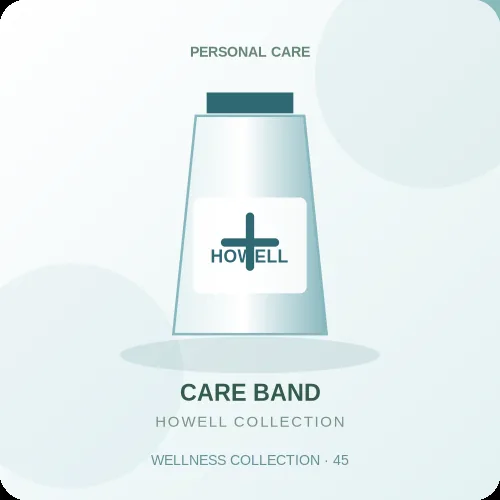 PERSONAL CARE
HOWELL
CARE BAND
HOWELL COLLECTION
WELLNESS COLLECTION · 45